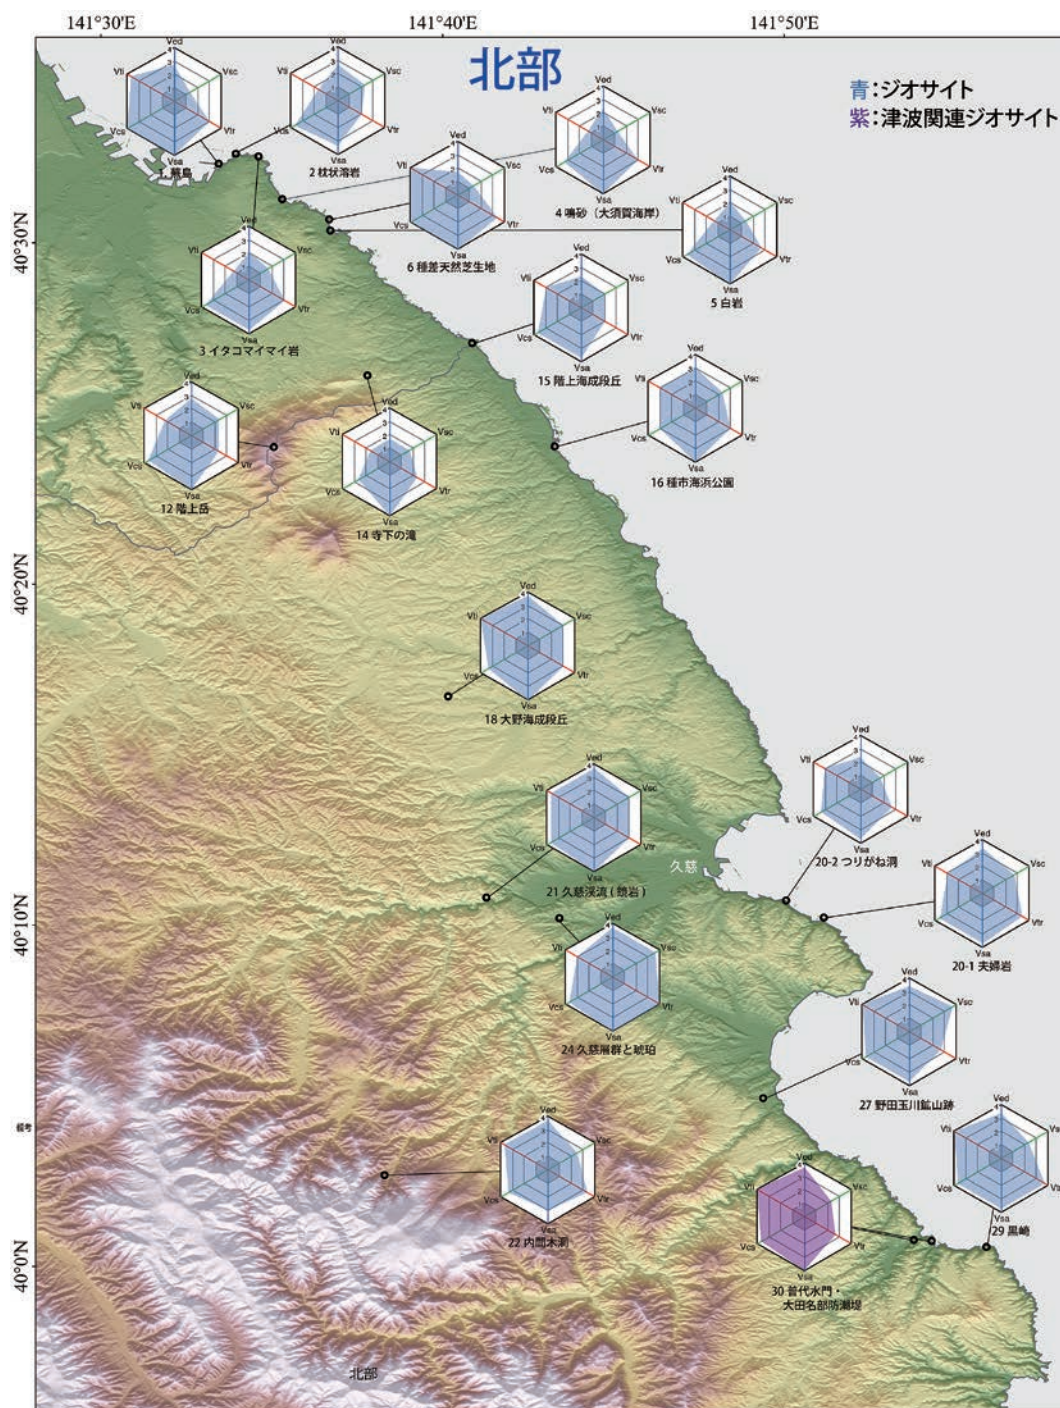 141°30'E
141°40'E
141°50'E
北部
青:ジオサイト
紫:津波関連ジオサイト
40°30'N
40°20'N
40°10'N
40°0'N
Ved
4
3
2
1
Vsc
Vtr
Vsa
Vcs
Vti
1. 蕪島
2 枕状溶岩
4 鳴砂（大須賀海岸）
6 種差天然芝生地
5 白岩
3 イタコマイマイ岩
15 階上海成段丘
16 種市海浜公園
12 階上岳
14 寺下の滝
18 大野海成段丘
20-2 つりがね洞
久慈
21 久慈渓流 ( 鏡岩 )
20-1 夫婦岩
24 久慈層群と琥珀
27 野田玉川鉱山跡
29 黒崎
22 内間木洞
30 普代水門・
大田名部防潮堤
北部